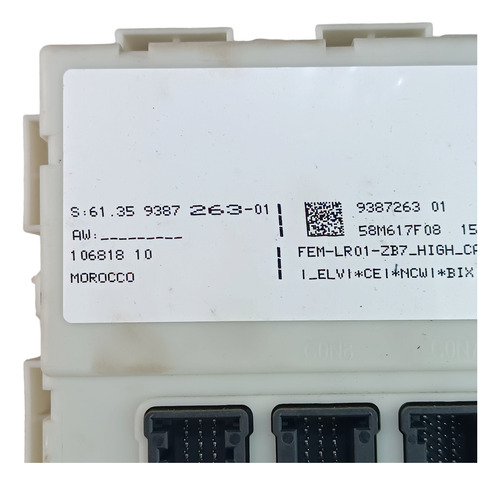 S:61.35 9387 263-01
AW:_________
106818 10
MOROCCO
9387263 01
58M617F08 15
FEM-LR01-ZB7_HIGH_CA
I_ELVI*CEI*NCWI*BIX